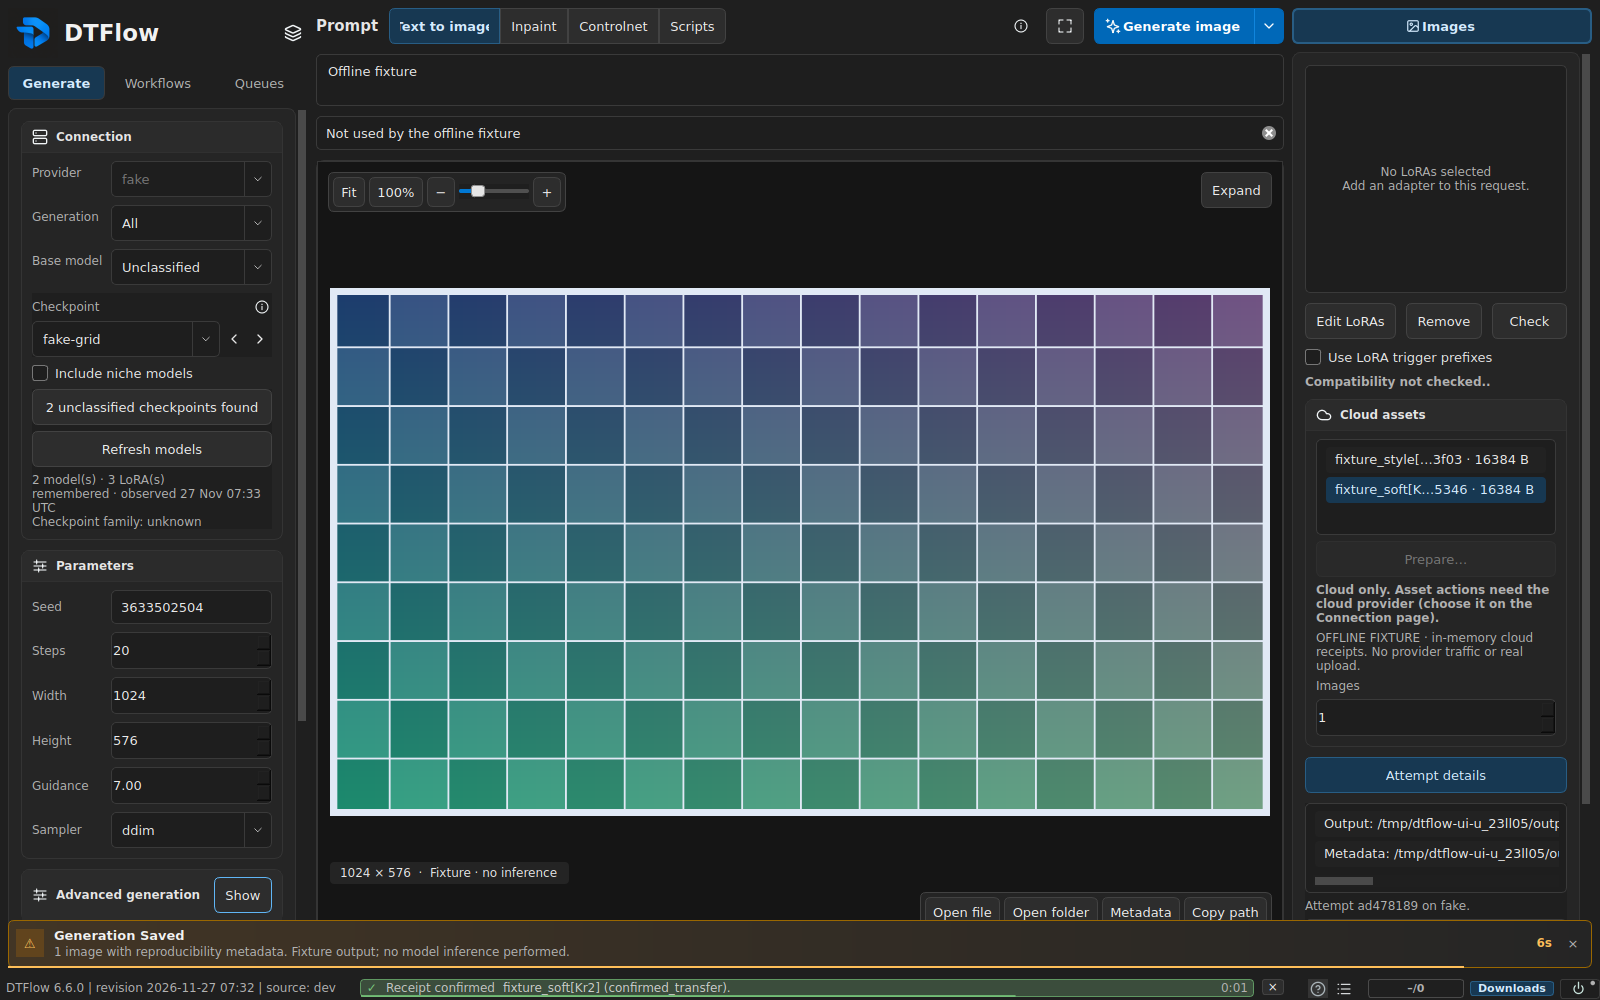 DTFlow
Prompt
Text to image
Inpaint
Controlnet
Scripts
Generate image
Images
Generate
Workflows
Queues
Offline fixture
Not used by the offline fixture
Connection
Provider
fake
Generation
All
Base model
Unclassified
Checkpoint
fake-grid
Include niche models
2 unclassified checkpoints found
Refresh models
2 model(s) · 3 LoRA(s)
remembered · observed 27 Nov 07:33
UTC
Checkpoint family: unknown
Parameters
Seed
3633502504
Steps
20
Width
1024
Height
576
Guidance
7.00
Sampler
ddim
Advanced generation
Show
Fit
100%
−
+
Expand
1024 × 576 · Fixture · no inference
Open file
Open folder
Metadata
Copy path
No LoRAs selected
Add an adapter to this request.
Edit LoRAs
Remove
Check
Use LoRA trigger prefixes
Compatibility not checked..
Cloud assets
fixture_style[...3f03 · 16384 B
fixture_soft[K...5346 · 16384 B
Prepare...
Cloud only. Asset actions need the
cloud provider (choose it on the
Connection page).
OFFLINE FIXTURE · in-memory cloud
receipts. No provider traffic or real
upload.
Images
1
Attempt details
Output: /tmp/dtflow-ui-u_23ll05/outp
Metadata: /tmp/dtflow-ui-u_23ll05/ou
Attempt ad478189 on fake.
Generation Saved
1 image with reproducibility metadata. Fixture output; no model inference performed.
6s
DTFlow 6.6.0 | revision 2026-11-27 07:32 | source: dev
Receipt confirmed fixture_soft[Kr2] (confirmed_transfer).
0:01
–/0
Downloads